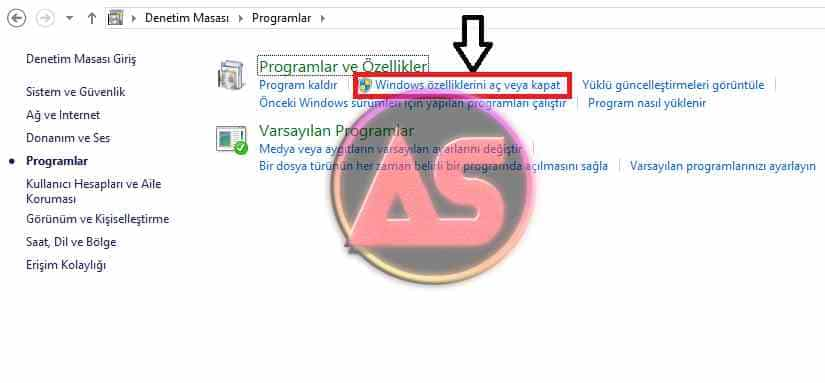 Denetim Masası Programlar
Denetim Masası Giriş
Sistem ve Güvenlik
Ağ ve Internet
Donanım ve Ses
Programlar
Kullanıcı Hesapları ve Aile
Koruması
Görünüm ve Kişiselleştirme
Saat, Dil ve Bölge
Erişim Kolaylığı
Programlar ve Özellikler
Program kaldır Windows özelliklerini aç veya kapat Yüklü güncelleştirmeleri görüntüle
Önceki Windows sürümleri için yapılan programları çalıştır Program nasıl yüklenir
Varsayılan Programlar
Medya veya aygıtların varsayılan ayarlarını değiştir
Bir dosya türünün her zaman belirli bir programda açılmasını sağla Varsayılan programlarınızı ayarlayın
AS